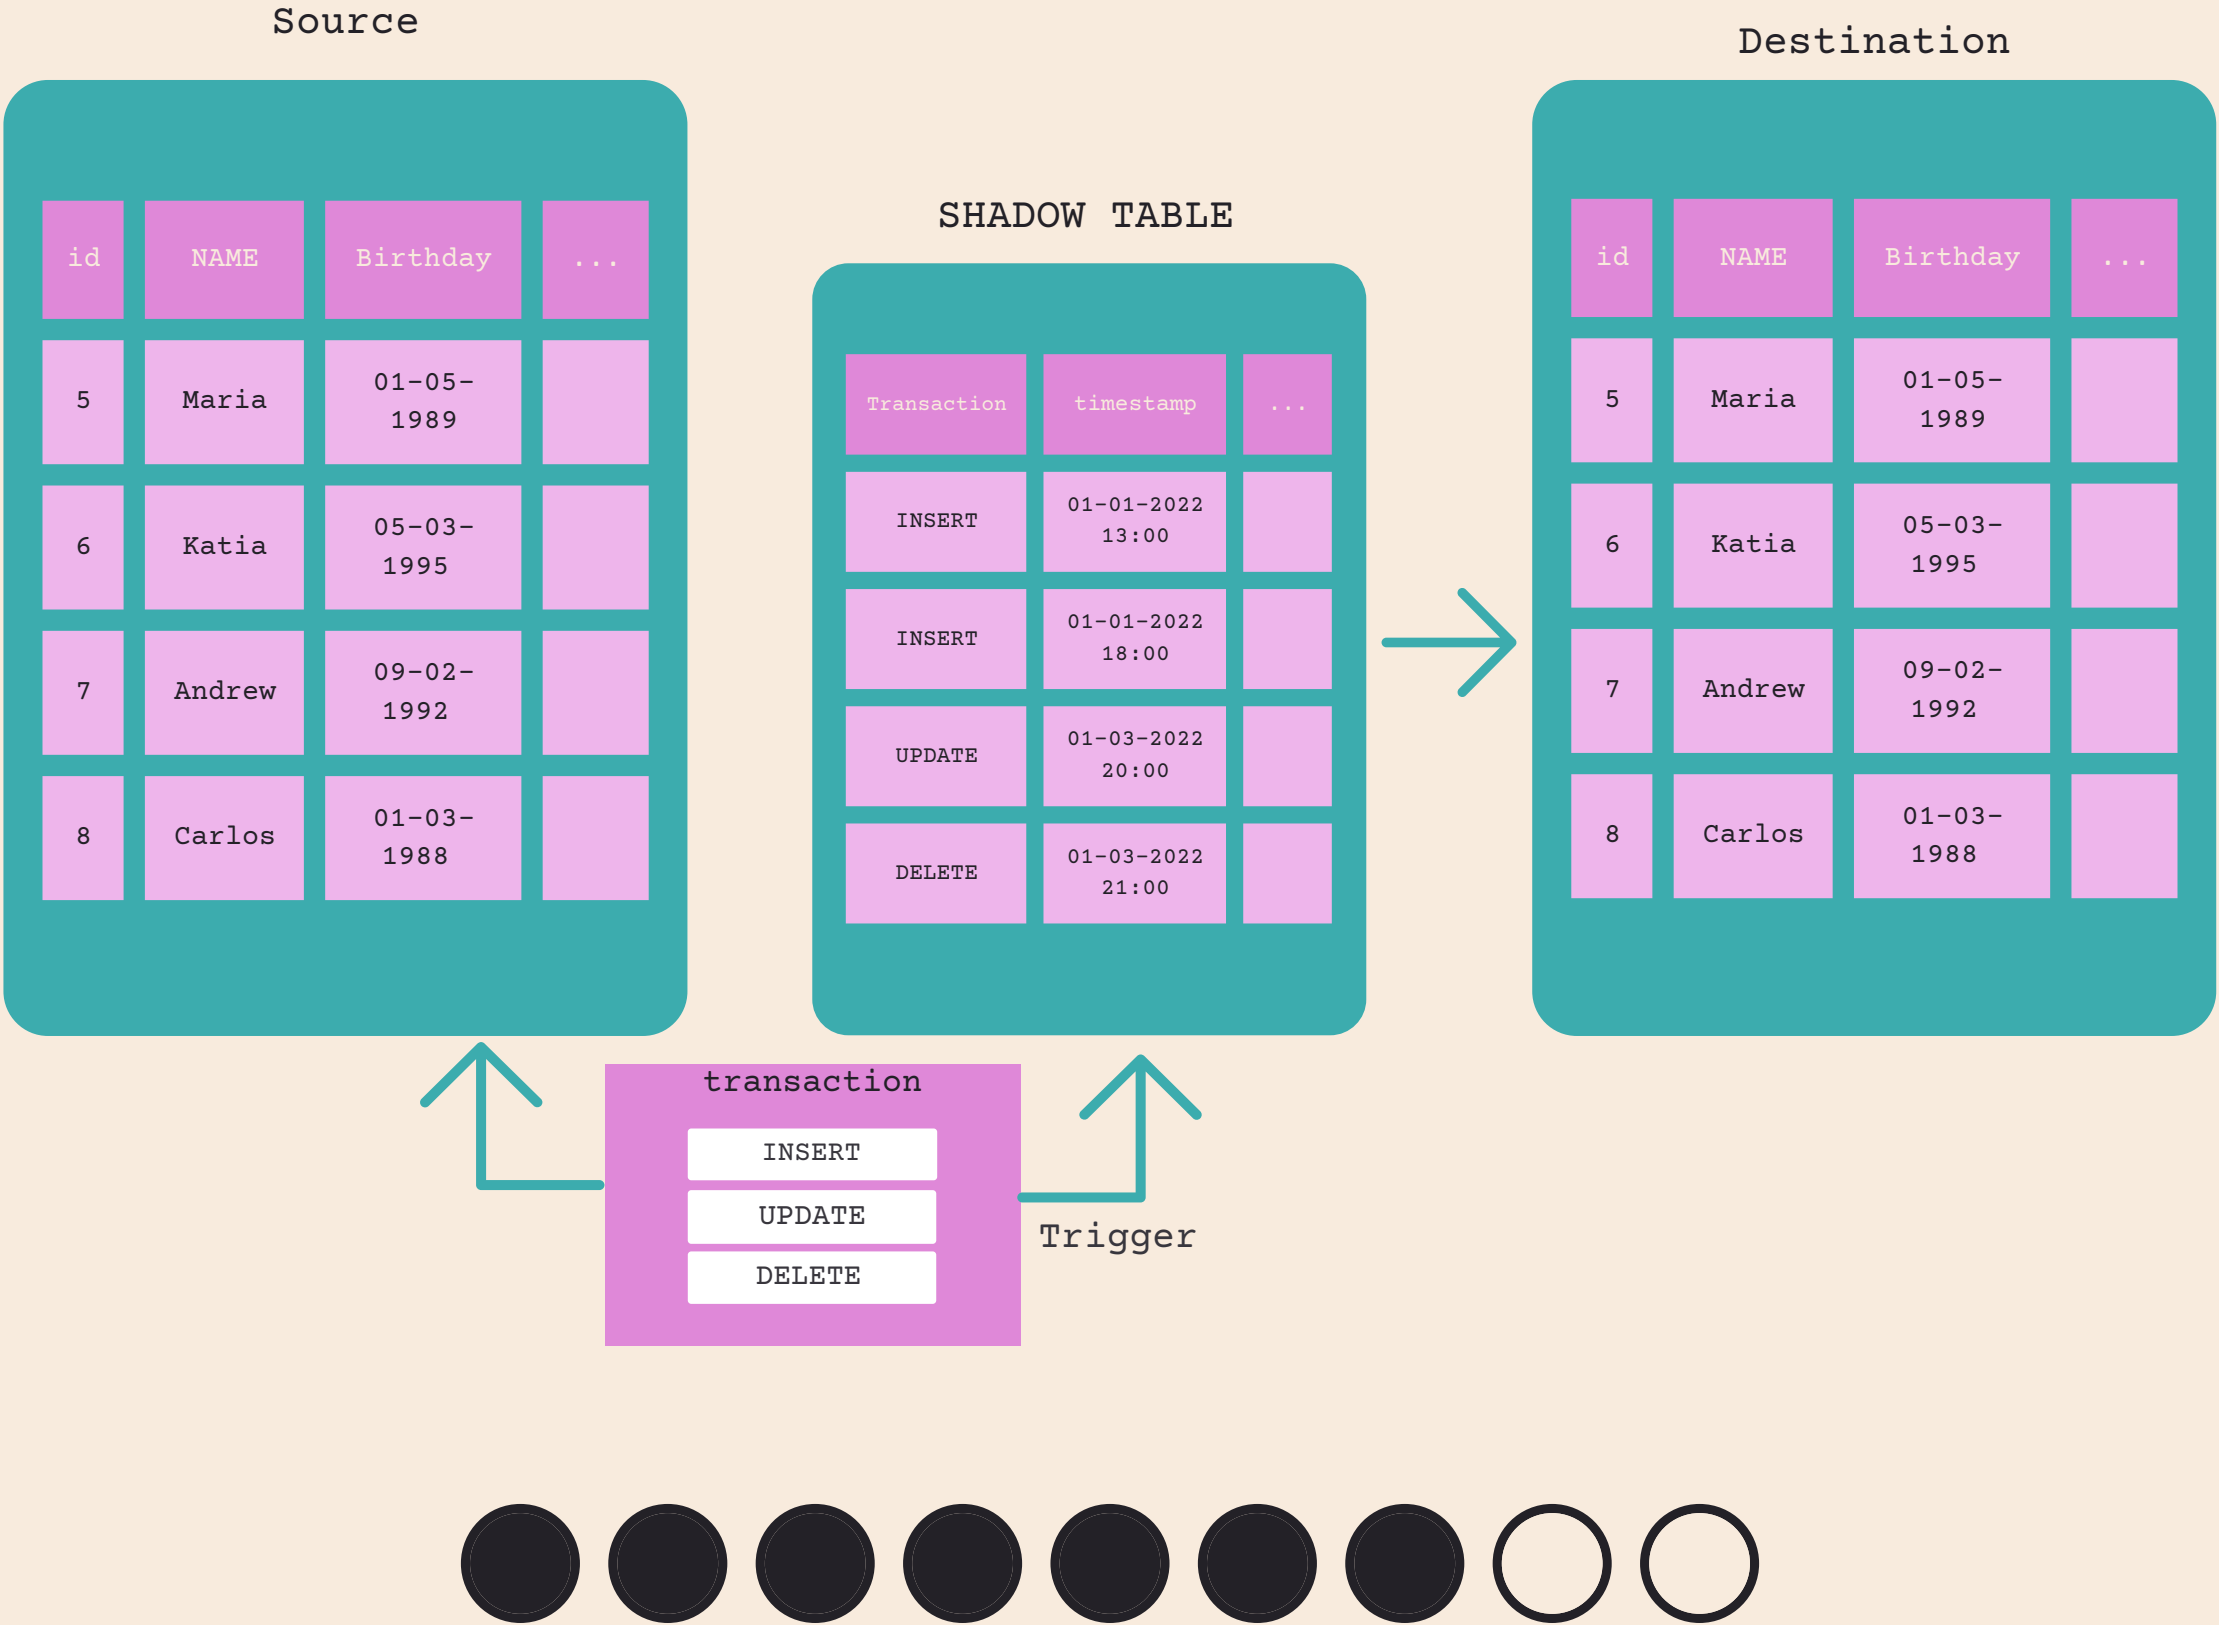 Source
id NAME Birthday ...
5 Maria 01-05-
1989
6 Katia 05-03-
1995
7 Andrew 09-02-
1992
8 Carlos 01-03-
1988
SHADOW TABLE
Transaction timestamp ...
INSERT 01-01-2022
13:00
INSERT 01-01-2022
18:00
UPDATE 01-03-2022
20:00
DELETE 01-03-2022
21:00
Destination
id NAME Birthday ...
5 Maria 01-05-
1989
6 Katia 05-03-
1995
7 Andrew 09-02-
1992
8 Carlos 01-03-
1988
transaction
INSERT
UPDATE
DELETE
Trigger